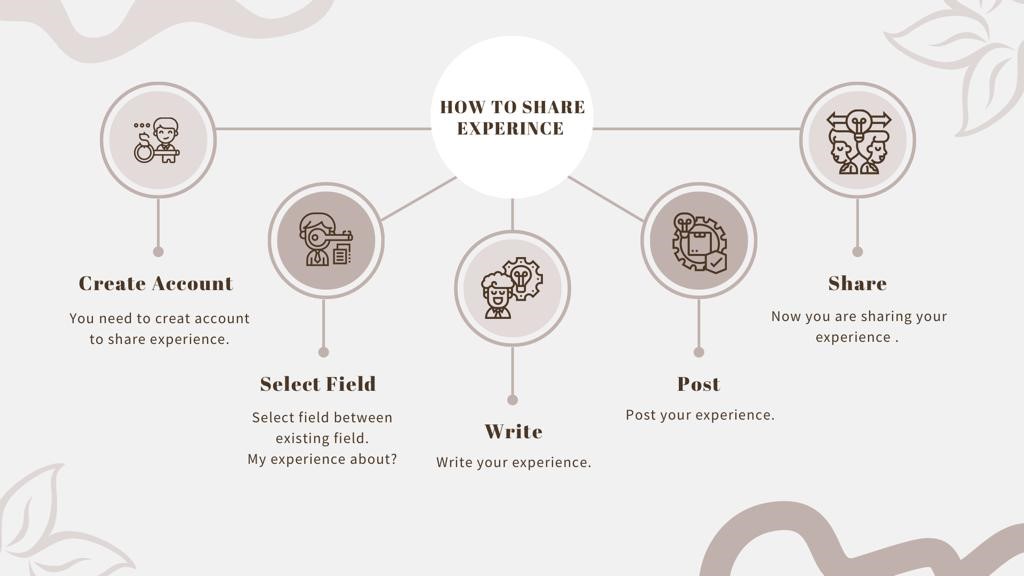 HOW TO SHARE
EXPERINCE
Create Account
You need to creat account
to share experience.
Select Field
Select field between
existing field.
My experience about?
Write
Write your experience.
Post
Post your experience.
Share
Now you are sharing your
experience .